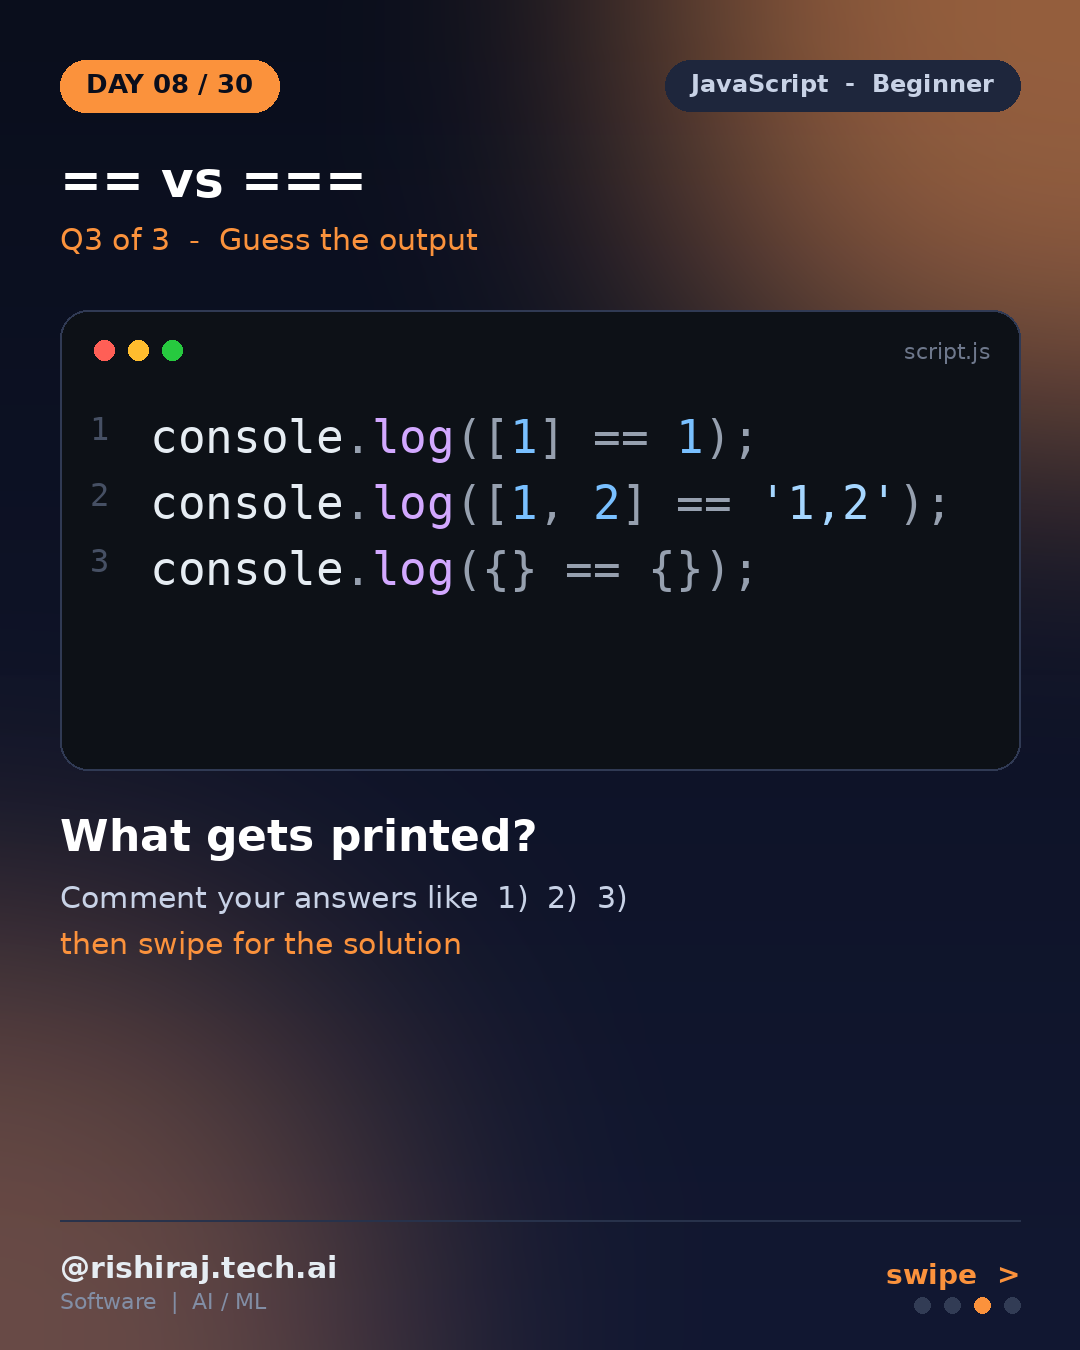 DAY 08 / 30
JavaScript - Beginner
== vs ===
Q3 of 3 - Guess the output
script.js
1 console.log([1] == 1);
2 console.log([1, 2] == '1,2');
3 console.log({} == {});
What gets printed?
Comment your answers like 1) 2) 3)
then swipe for the solution
@rishiraj.tech.ai
Software | AI / ML
swipe >